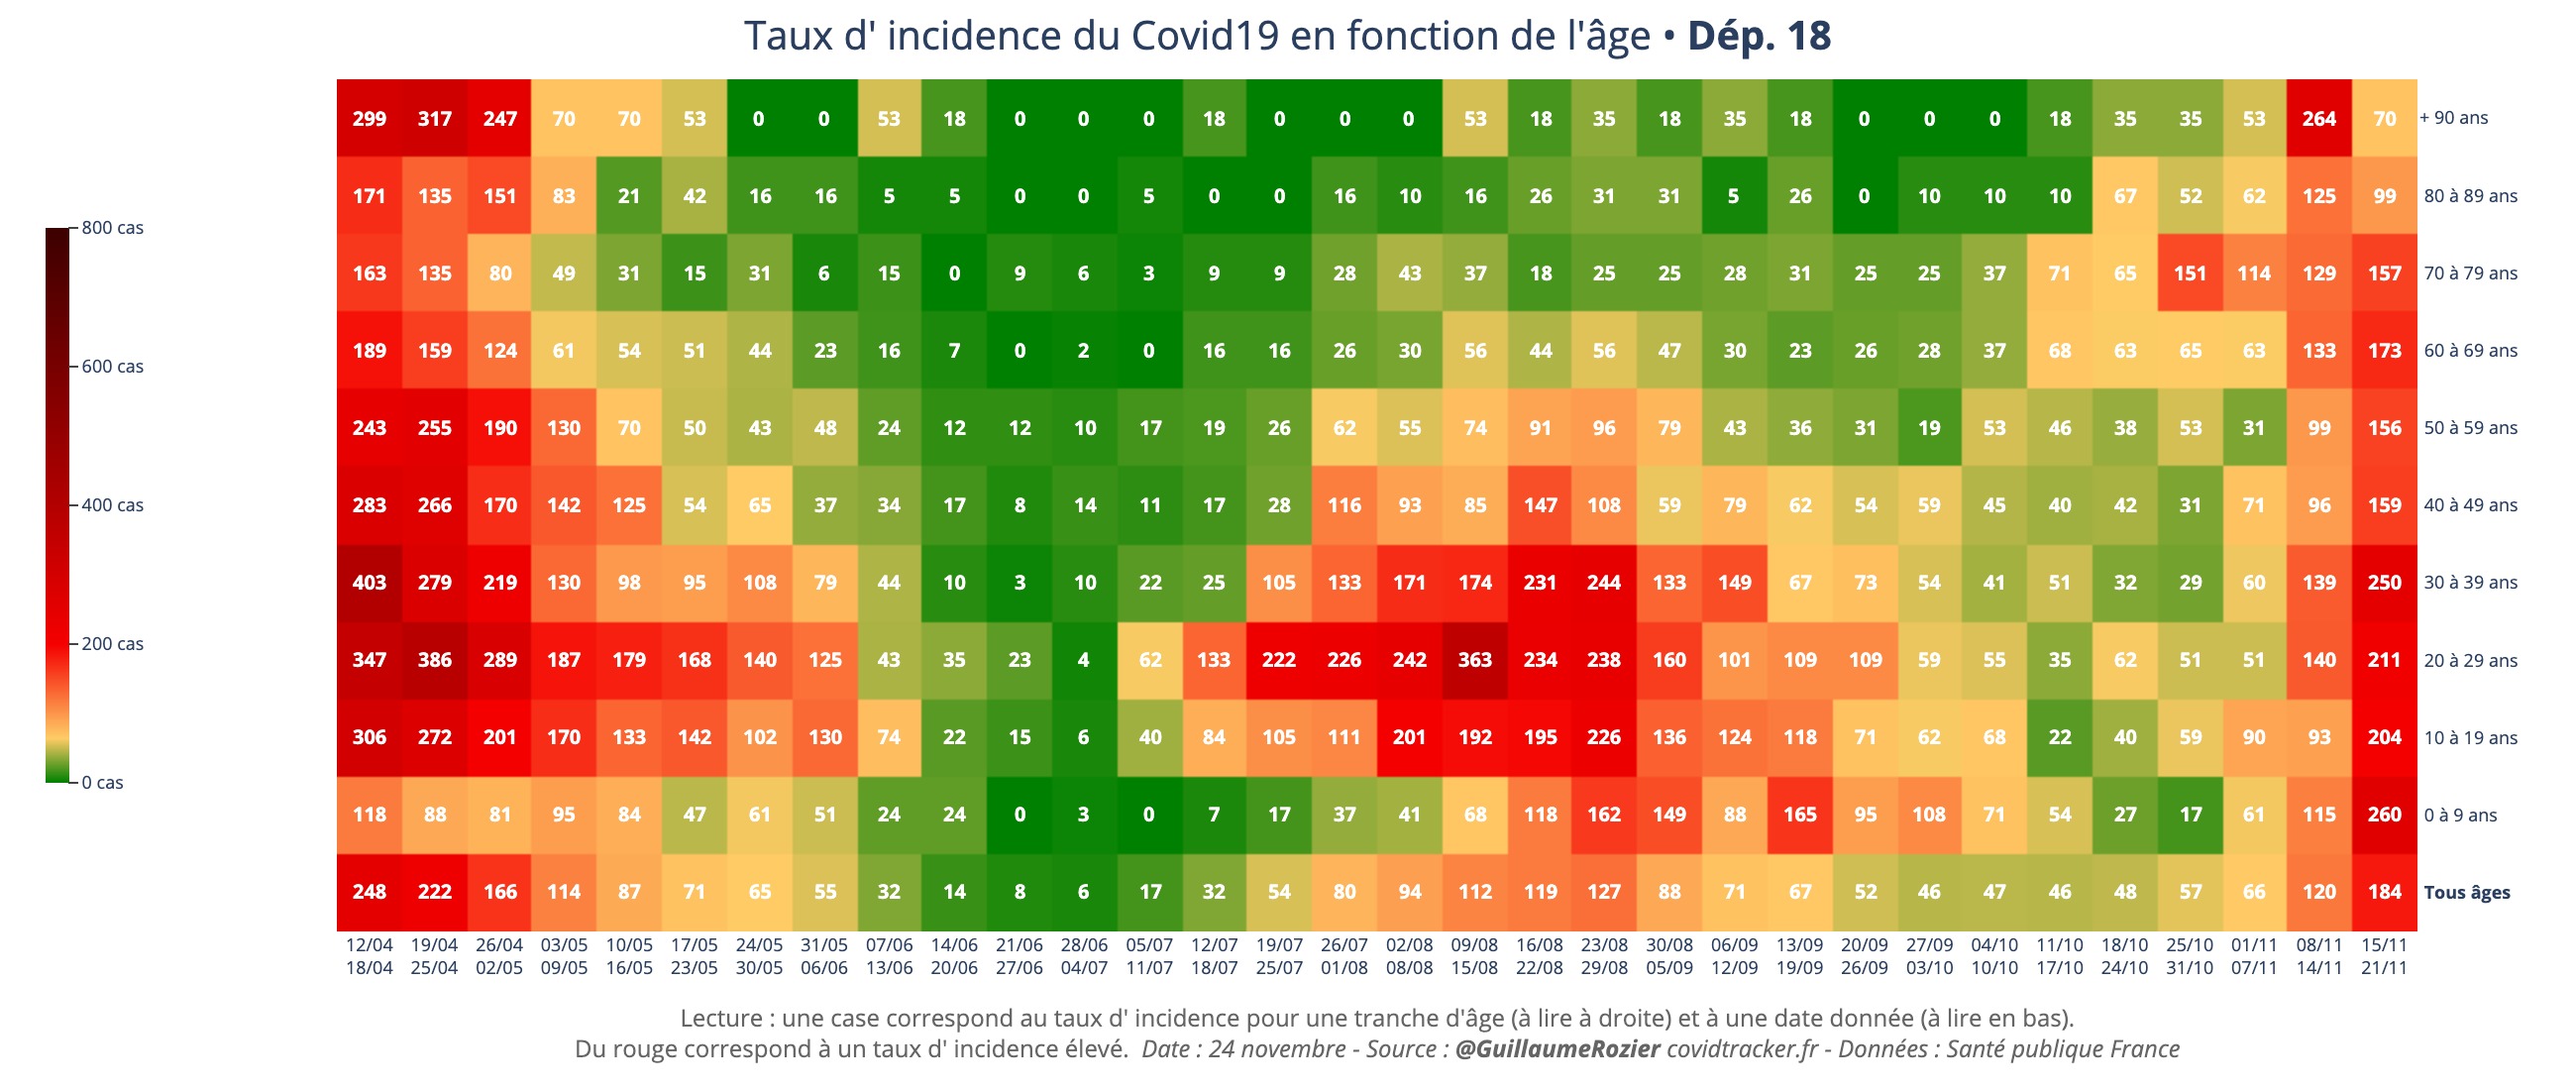 Taux d' incidence du Covid19 en fonction de l'âge • Dép. 18
800 cas
600 cas
400 cas
200 cas
0 cas
299 317 247 70 70 53 0 0 53 18 0 0 0 18 0 0 0 53 18 35 18 35 18 0 0 0 18 35 35 53 264 70 + 90 ans
171 135 151 83 21 42 16 16 5 5 0 0 5 0 0 16 10 16 26 31 31 5 26 0 10 10 10 67 52 62 125 99 80 à 89 ans
163 135 80 49 31 15 31 6 15 0 9 6 3 9 9 28 43 37 18 25 25 28 31 25 25 37 71 65 151 114 129 157 70 à 79 ans
189 159 124 61 54 51 44 23 16 7 0 2 0 16 16 26 30 56 44 56 47 30 23 26 28 37 68 63 65 63 133 173 60 à 69 ans
243 255 190 130 70 50 43 48 24 12 12 10 17 19 26 62 55 74 91 96 79 43 36 31 19 53 46 38 53 31 99 156 50 à 59 ans
283 266 170 142 125 54 65 37 34 17 8 14 11 17 28 116 93 85 147 108 59 79 62 54 59 45 40 42 31 71 96 159 40 à 49 ans
403 279 219 130 98 95 108 79 44 10 3 10 22 25 105 133 171 174 231 244 133 149 67 73 54 41 51 32 29 60 139 250 30 à 39 ans
347 386 289 187 179 168 140 125 43 35 23 4 62 133 222 226 242 363 234 238 160 101 109 109 59 55 35 62 51 51 140 211 20 à 29 ans
306 272 201 170 133 142 102 130 74 22 15 6 40 84 105 111 201 192 195 226 136 124 118 71 62 68 22 40 59 90 93 204 10 à 19 ans
118 88 81 95 84 47 61 51 24 24 0 3 0 7 17 37 41 68 118 162 149 88 165 95 108 71 54 27 17 61 115 260 0 à 9 ans
248 222 166 114 87 71 65 55 32 14 8 6 17 32 54 80 94 112 119 127 88 71 67 52 46 47 46 48 57 66 120 184 Tous âges
12/04 19/04 26/04 03/05 10/05 17/05 24/05 31/05 07/06 14/06 21/06 28/06 05/07 12/07 19/07 26/07 02/08 09/08 16/08 23/08 30/08 06/09 13/09 20/09 27/09 04/10 11/10 18/10 25/10 01/11 08/11 15/11
18/04 25/04 02/05 09/05 16/05 23/05 30/05 06/06 13/06 20/06 27/06 04/07 11/07 18/07 25/07 01/08 08/08 15/08 22/08 29/08 05/09 12/09 19/09 26/09 03/10 10/10 17/10 24/10 31/10 07/11 14/11 21/11
Lecture : une case correspond au taux d' incidence pour une tranche d'âge (à lire à droite) et à une date donnée (à lire en bas).
Du rouge correspond à un taux d' incidence élevé. Date : 24 novembre - Source : @GuillaumeRozier covidtracker.fr - Données : Santé publique France